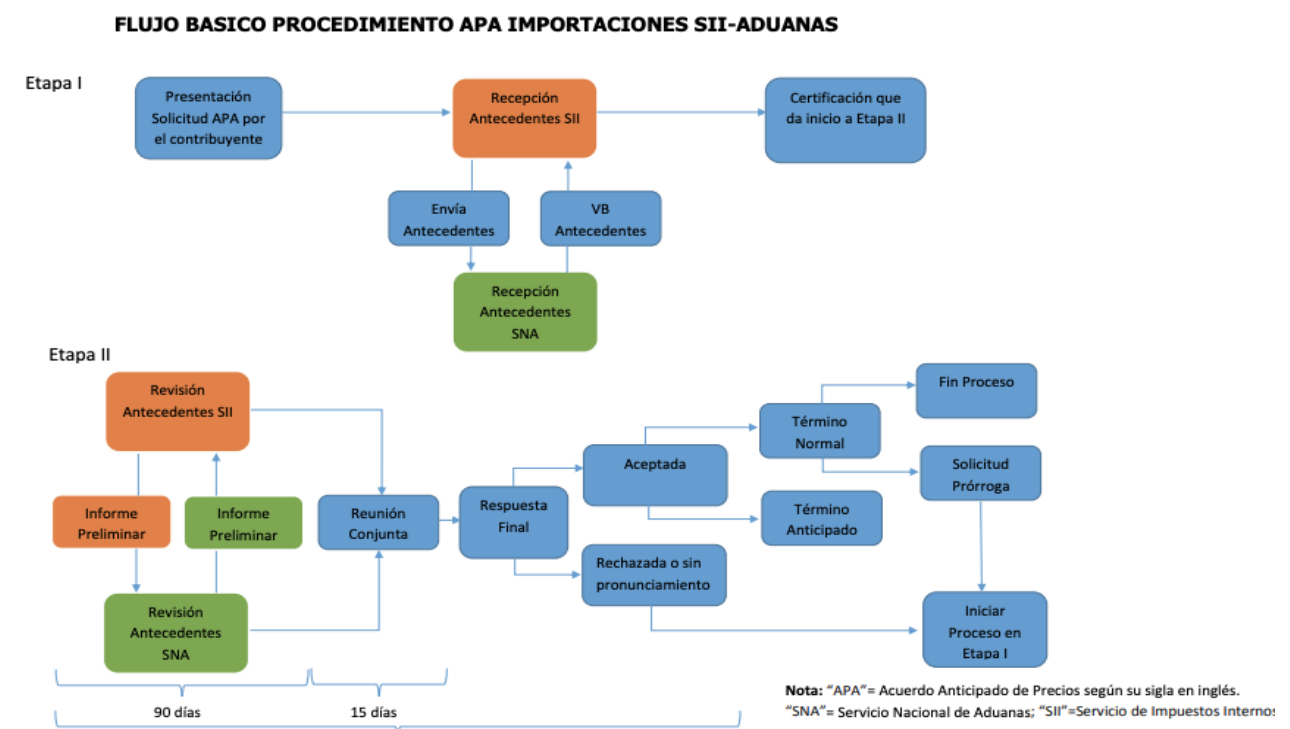 FLUJO BASICO PROCEDIMIENTO APA IMPORTACIONES SII-ADUANAS
Etapa I
Presentación
Solicitud APA por
el contribuyente
Recepción
Antecedentes SII
Certificación que
da inicio a Etapa II
Envía
Antecedentes
VB
Antecedentes
Recepción
Antecedentes
SNA
Etapa II
Revisión
Antecedentes SII
Informe
Preliminar
Informe
Preliminar
Revisión
Antecedentes
SNA
Reunión
Conjunta
Respuesta
Final
Aceptada
Rechazada o sin
pronunciamiento
Término
Normal
Término
Anticipado
Fin Proceso
Solicitud
Prórroga
Iniciar
Proceso en
Etapa I
90 días
15 días
Nota: “APA”= Acuerdo Anticipado de Precios según su sigla en inglés.
“SNA”= Servicio Nacional de Aduanas; “SII”=Servicio de Impuestos Internos